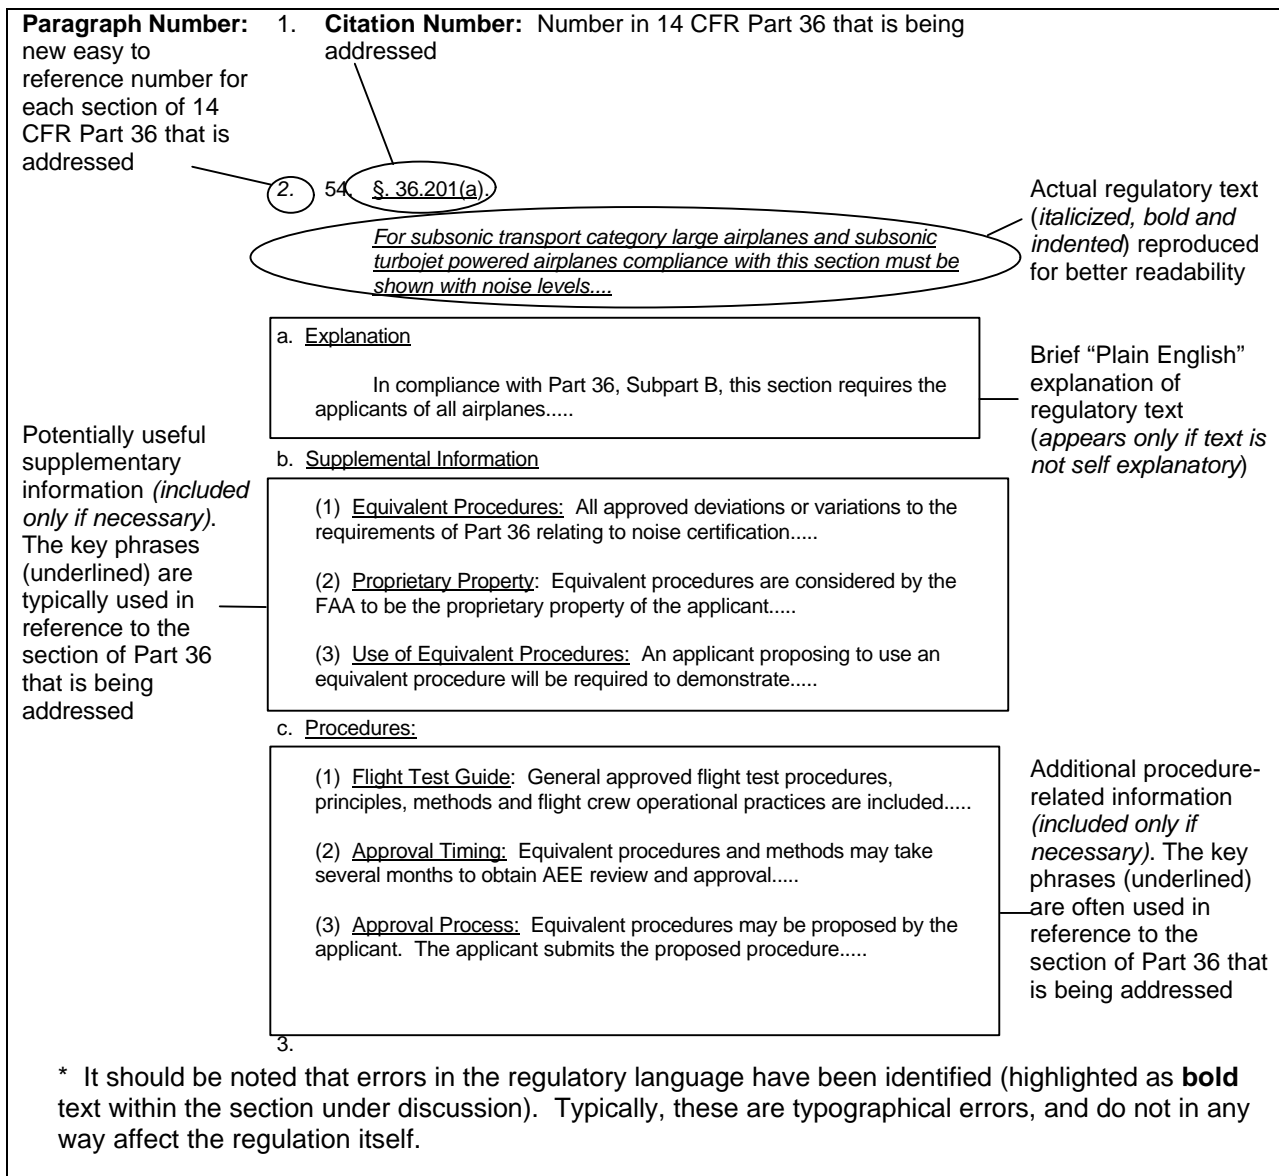 Paragraph Number:
new easy to
reference number for
each section of 14
CFR Part 36 that is
addressed
1. Citation Number: Number in 14 CFR Part 36 that is being
addressed
2. 54. §. 36.201(a).
For subsonic transport category large airplanes and subsonic
turbojet powered airplanes compliance with this section must be
shown with noise levels....
Actual regulatory text
(italicized, bold and
indented) reproduced
for better readability
a. Explanation
In compliance with Part 36, Subpart B, this section requires the
applicants of all airplanes.....
Brief “Plain English”
explanation of
regulatory text
(appears only if text is
not self explanatory)
Potentially useful
supplementary
information (included
only if necessary).
The key phrases
(underlined) are
typically used in
reference to the
section of Part 36
that is being
addressed
b. Supplemental Information
(1) Equivalent Procedures: All approved deviations or variations to the
requirements of Part 36 relating to noise certification.....
(2) Proprietary Property: Equivalent procedures are considered by the
FAA to be the proprietary property of the applicant.....
(3) Use of Equivalent Procedures: An applicant proposing to use an
equivalent procedure will be required to demonstrate.....
c. Procedures:
(1) Flight Test Guide: General approved flight test procedures,
principles, methods and flight crew operational practices are included.....
(2) Approval Timing: Equivalent procedures and methods may take
several months to obtain AEE review and approval.....
(3) Approval Process: Equivalent procedures may be proposed by the
applicant. The applicant submits the proposed procedure.....
Additional procedure-
related information
(included only if
necessary). The key
phrases (underlined)
are often used in
reference to the
section of Part 36 that
is being addressed
3.
* It should be noted that errors in the regulatory language have been identified (highlighted as bold
text within the section under discussion). Typically, these are typographical errors, and do not in any
way affect the regulation itself.